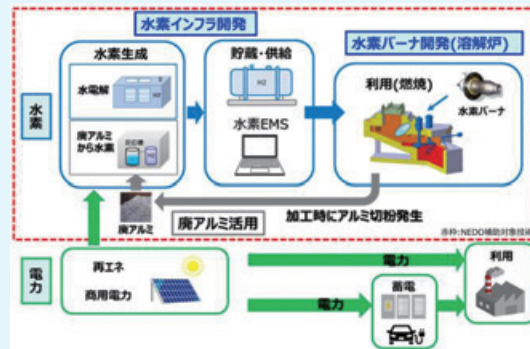 水素インフラ開発
水素バーナ開発(溶解炉)
水素
水素生成
水電解
H2
廃アルミ
から水素
廃アルミ
貯蔵・供給
H2
水素EMS
利用(燃焼)
水素バーナ
廃アルミ活用
加工時にアルミ切粉発生
赤枠:NEDO補助対象技術
電力
再エネ
商用電力
電力
電力
蓄電
利用